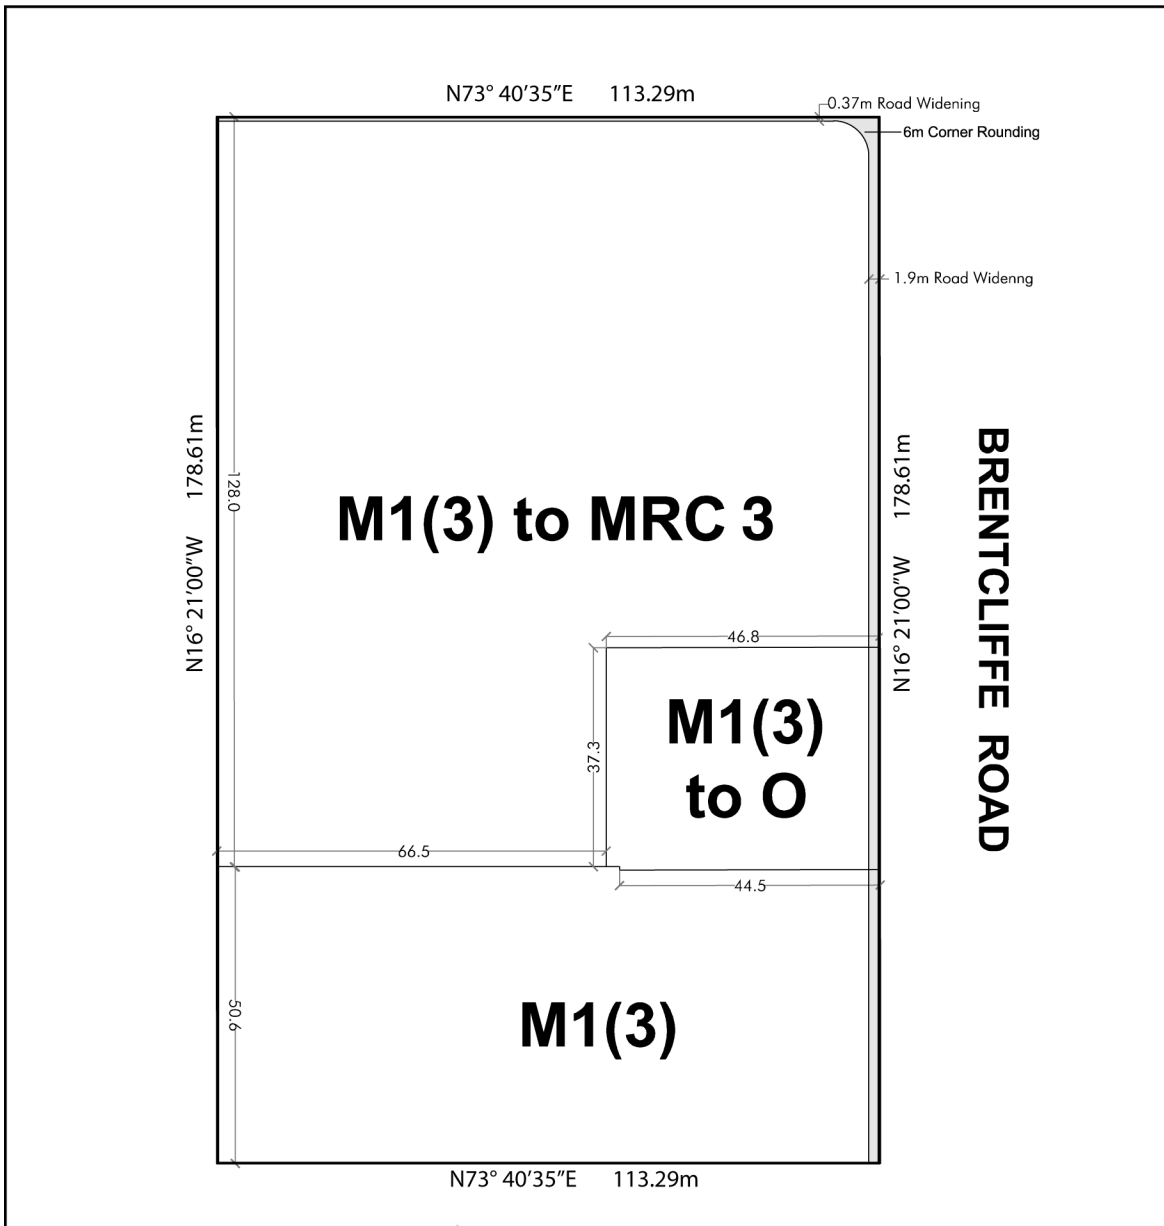 N73° 40’35”E 113.29m
0.37m Road Widening
6m Corner Rounding
1.9m Road Widenng
N16° 21’00”W 178.61m
128.0
M1(3) to MRC 3
N16° 21’00”W 178.61m
BRENTCLIFFE ROAD
46.8
M1(3)
to O
37.3
66.5
44.5
50.6
M1(3)
N73° 40’35”E 113.29m